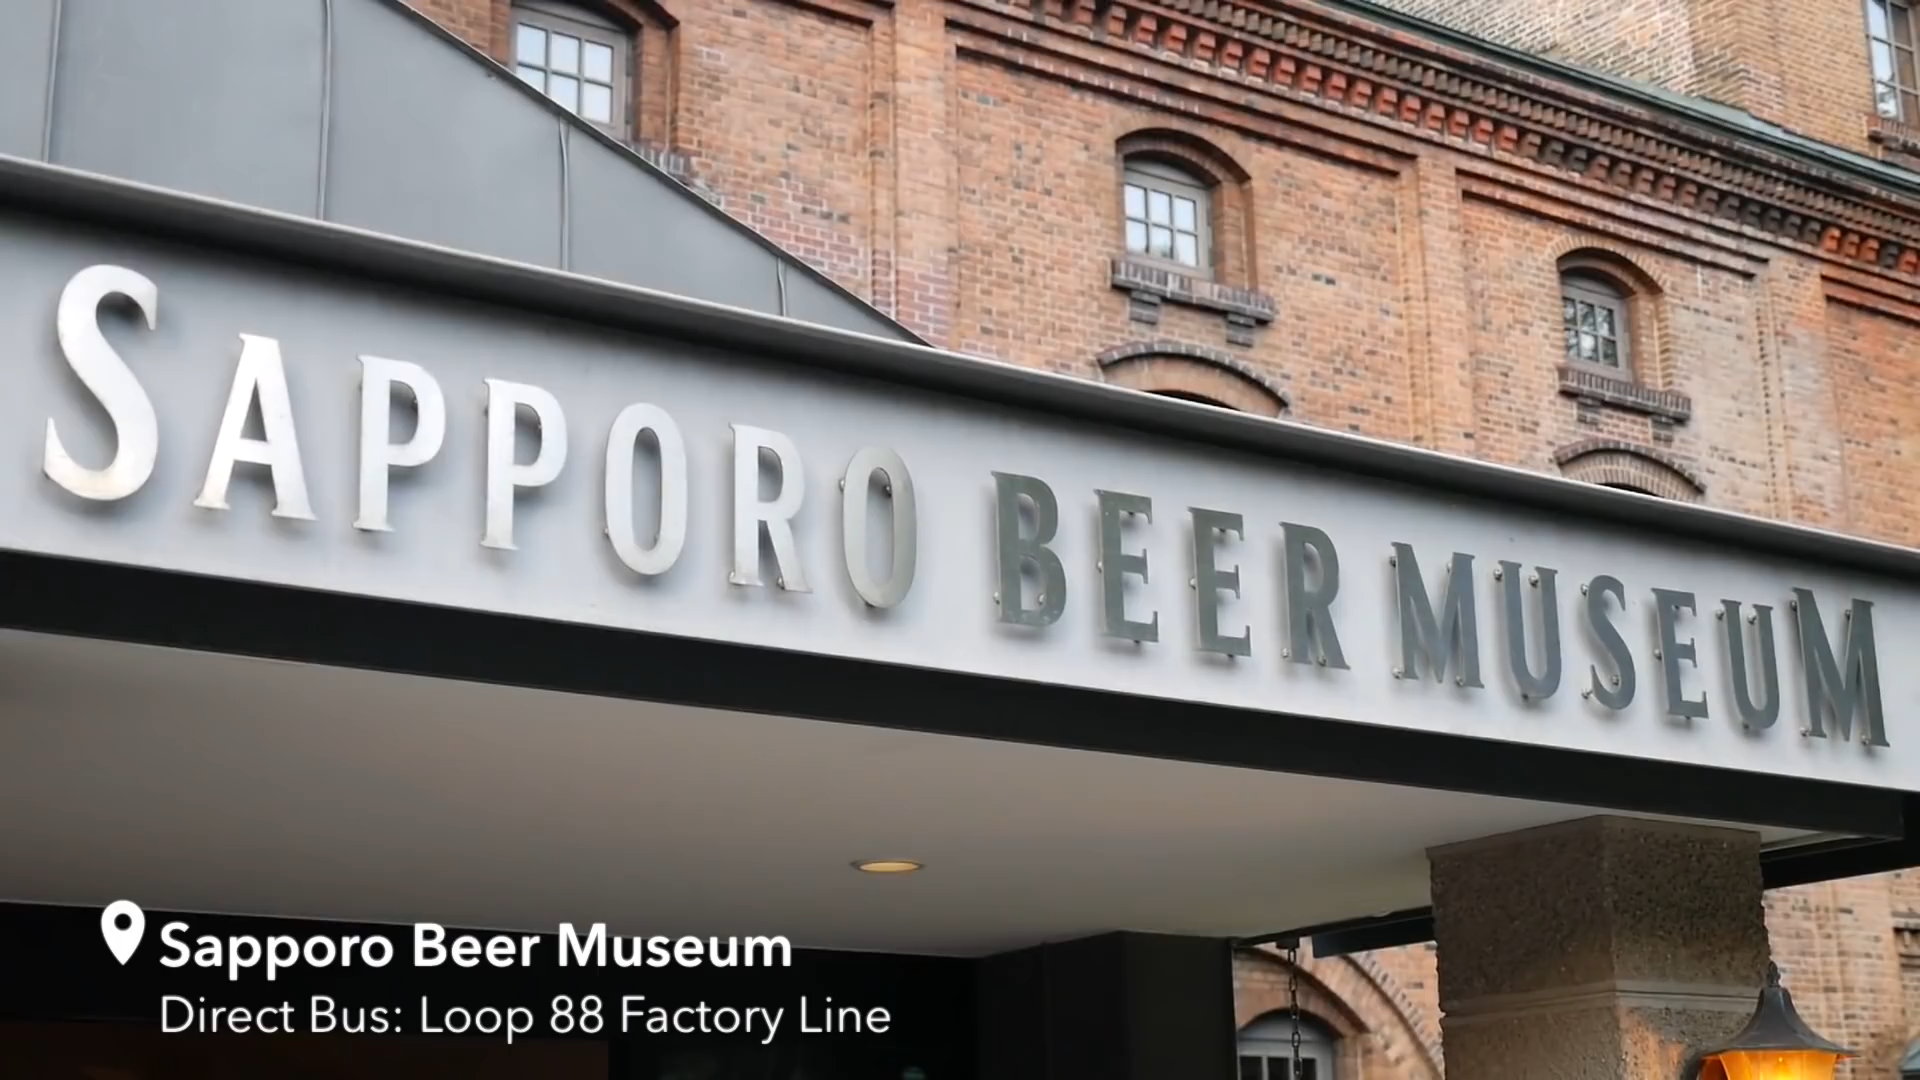 SAPPORO BEER MUSEUM
Sapporo Beer Museum
Direct Bus: Loop 88 Factory Line